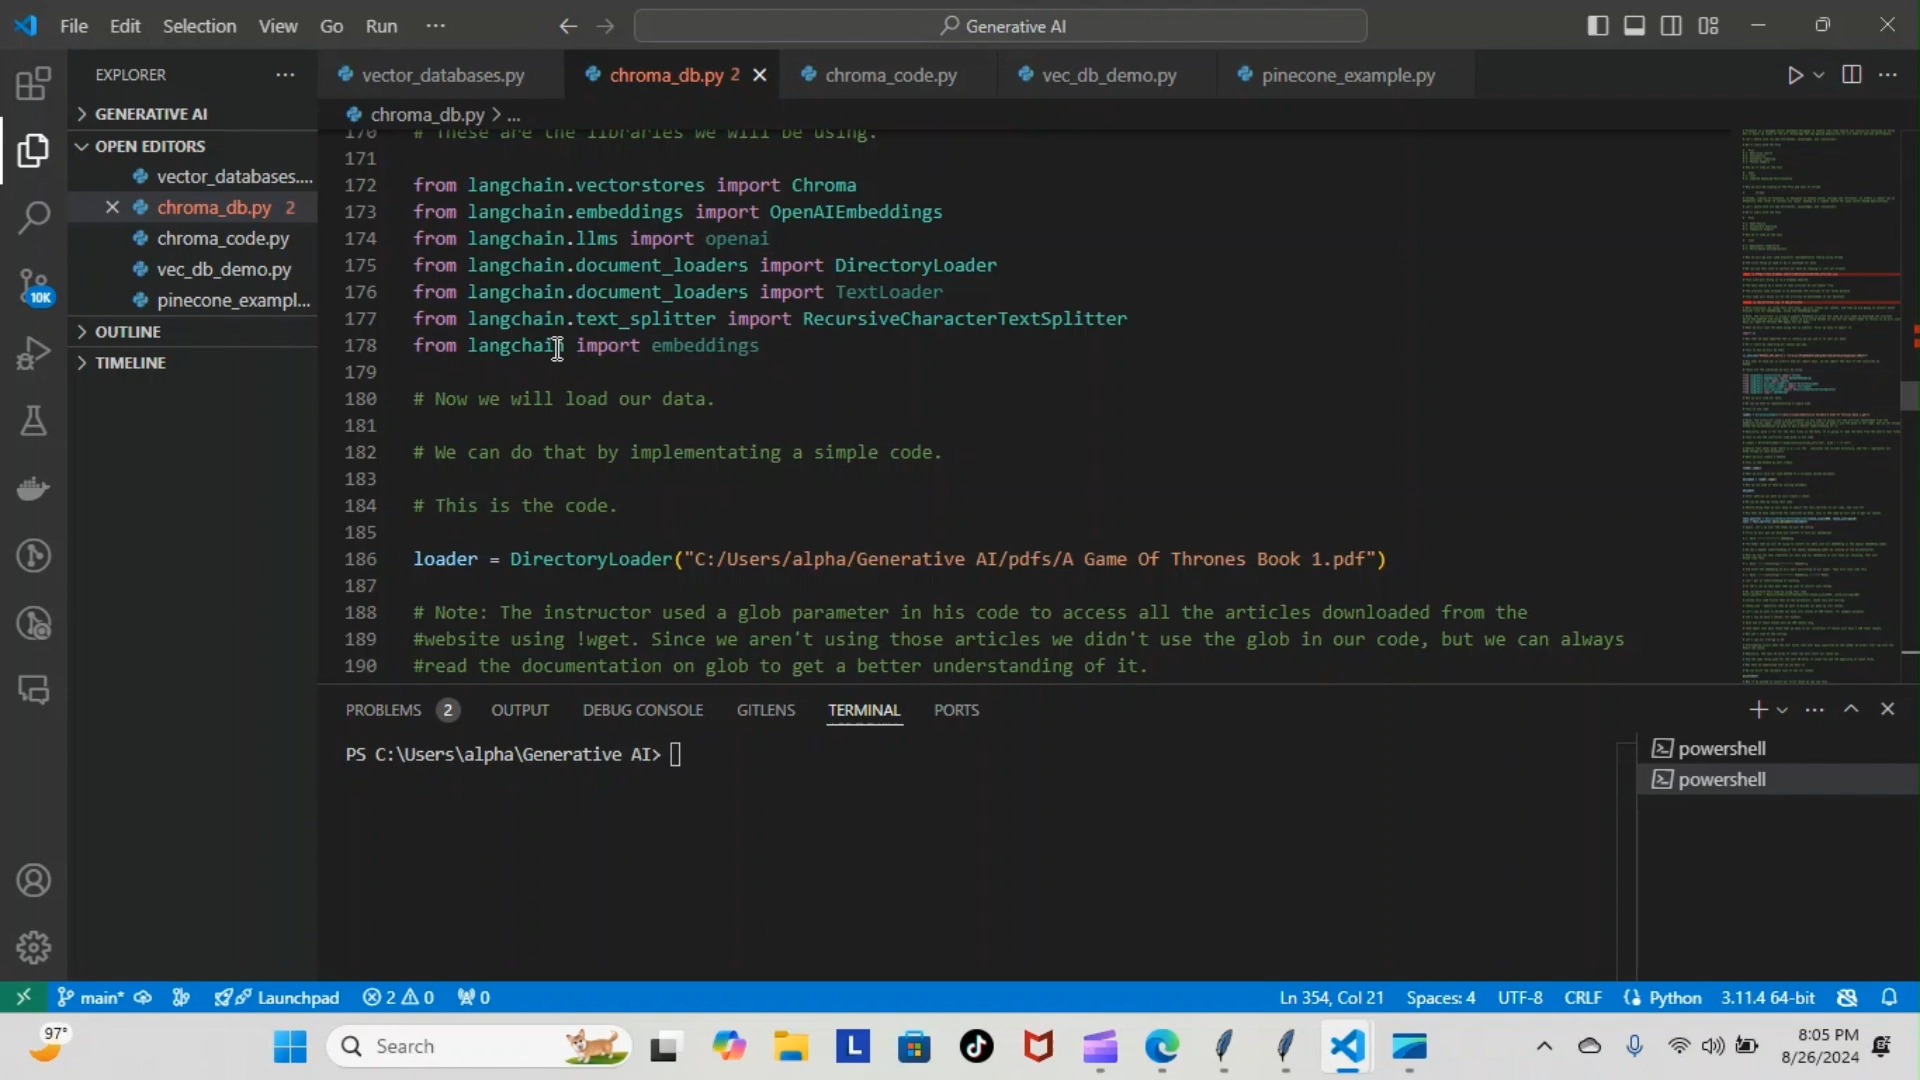 File Edit Selection View Go Run ··· Generative AI
EXPLORER
GENERATIVE AI
OPEN EDITORS
vector_databases....
chroma_db.py 2
chroma_code.py
vec_db_demo.py
pinecone_exampl...
OUTLINE
TIMELINE
10K
vector_databases.py chroma_db.py 2 chroma_code.py vec_db_demo.py pinecone_example.py
chroma_db.py > ...
170 # These are the libraries we will be using.
171
172 from langchain.vectorstores import Chroma
173 from langchain.embeddings import OpenAIEmbeddings
174 from langchain.llms import openai
175 from langchain.document_loaders import DirectoryLoader
176 from langchain.document_loaders import TextLoader
177 from langchain.text_splitter import RecursiveCharacterTextSplitter
178 from langchain import embeddings
179
180 # Now we will load our data.
181
182 # We can do that by implementating a simple code.
183
184 # This is the code.
185
186 loader = DirectoryLoader("C:/Users/alpha/Generative AI/pdfs/A Game Of Thrones Book 1.pdf")
187
188 # Note: The instructor used a glob parameter in his code to access all the articles downloaded from the
189 #website using !wget. Since we aren't using those articles we didn't use the glob in our code, but we can always
190 #read the documentation on glob to get a better understanding of it.
PROBLEMS 2 OUTPUT DEBUG CONSOLE GITLENS TERMINAL PORTS
PS C:\Users\alpha\Generative AI>
powershell
powershell
main* Launchpad 2 0 0 Ln 354, Col 21 Spaces: 4 UTF-8 CRLF Python 3.11.4 64-bit
97° Search 8:05 PM
8/26/2024